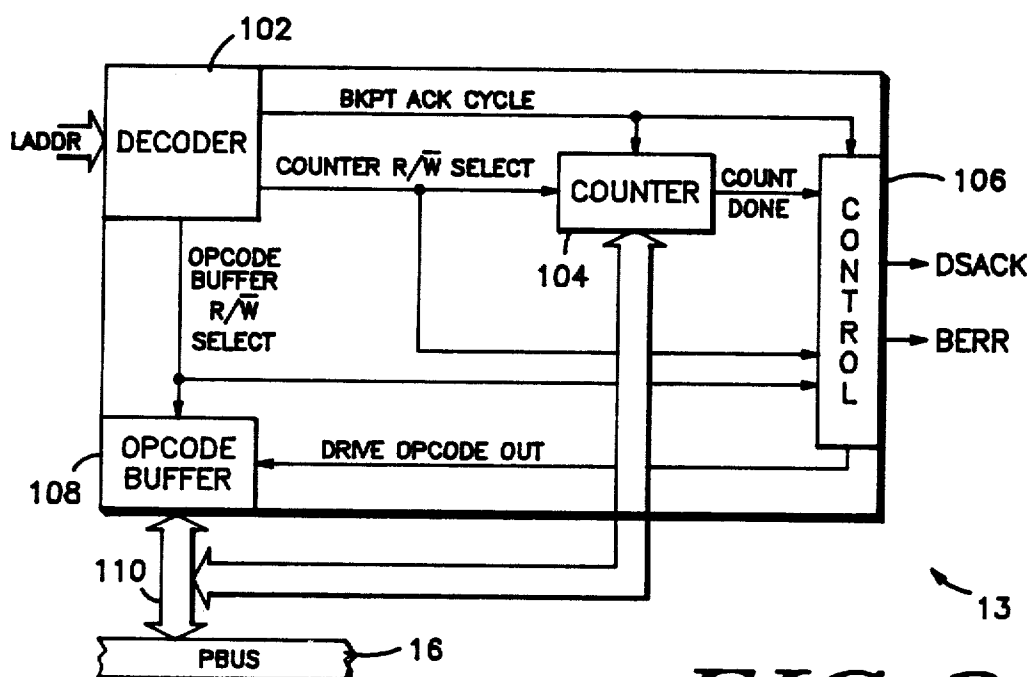 102
BKPT ACK CYCLE
LADDR
DECODER
COUNTER R/W̅ SELECT
COUNTER
COUNT
DONE
106
CONTROL
104
OPCODE
BUFFER
R/W̅
SELECT
DSACK
BERR
OPCODE
BUFFER
DRIVE OPCODE OUT
108
110
13
PBUS
16